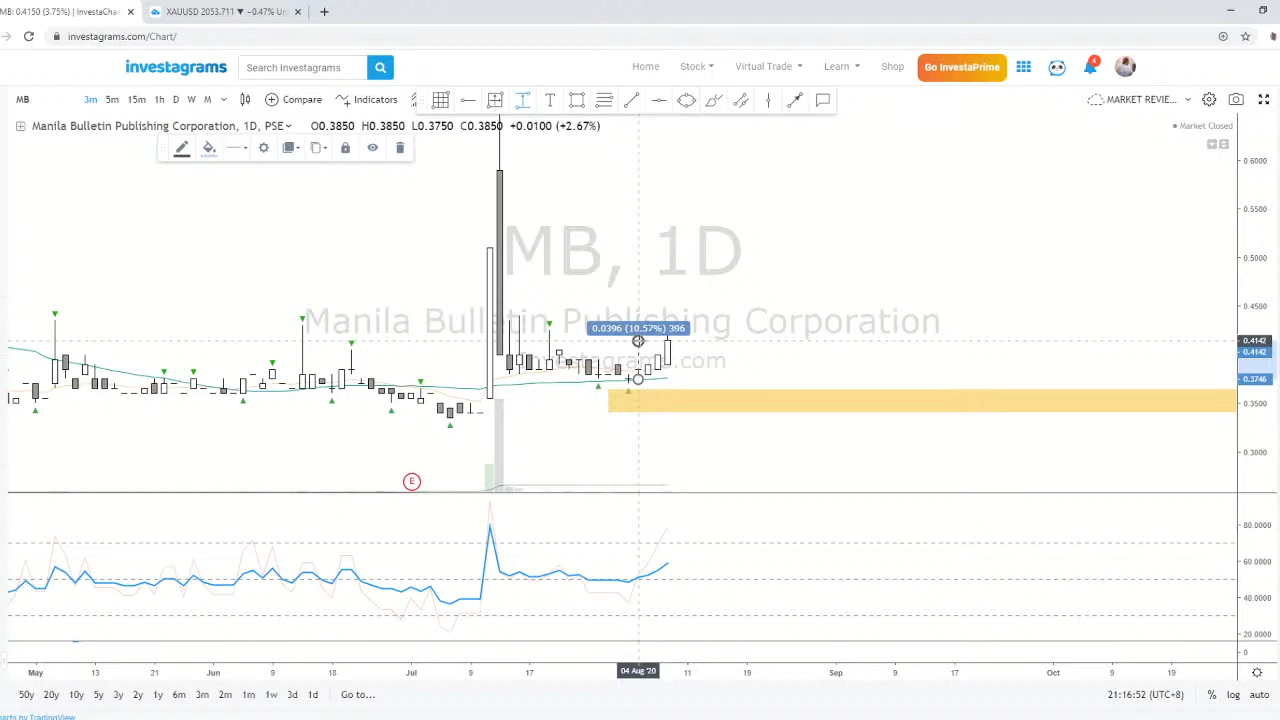 MB: 0.4150 (3.75%) | InvestaCha
XAUUSD 2053.711 ▼ +0.47% Un
investagrams.com/Chart/
investagrams
Search Investagrams
Home
Stock
Virtual Trade
Learn
Shop
Go InvestaPrime
4
MB
3m 5m 15m 1h D W M
Compare
Indicators
T
MARKET REVIE...
Manila Bulletin Publishing Corporation, 1D, PSE
O0.3850 H0.3850 L0.3750 C0.3850 +0.0100 (+2.67%)
Market Closed
MB, 1D
Manila Bulletin Publishing Corporation
Investagrams.com
0.0396 (10.57%) 396
E
0.6000
0.5500
0.5000
0.4500
0.4142
0.4142
0.3746
0.3500
0.3000
80.0000
60.0000
40.0000
20.0000
0
May 13 21 Jun 9 18 Jul 9 17 04 Aug '20 11 19 Sep 9 17 Oct 9 19
50y 20y 10y 5y 3y 2y 1y 6m 3m 2m 1m 1w 3d 1d Go to...
21:16:52 (UTC+8) % log auto
arts by TradingView